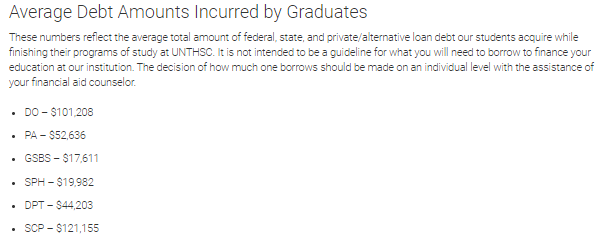 Average Debt Amounts Incurred by Graduates
These numbers reflect the average total amount of federal, state, and private/alternative loan debt our students acquire while
finishing their programs of study at UNTHSC. It is not intended to be a guideline for what you will need to borrow to finance your
education at our institution. The decision of how much one borrows should be made on an individual level with the assistance of
your financial aid counselor.
• DO – $101,208
• PA – $52,636
• GSBS – $17,611
• SPH – $19,982
• DPT – $44,203
• SCP – $121,155